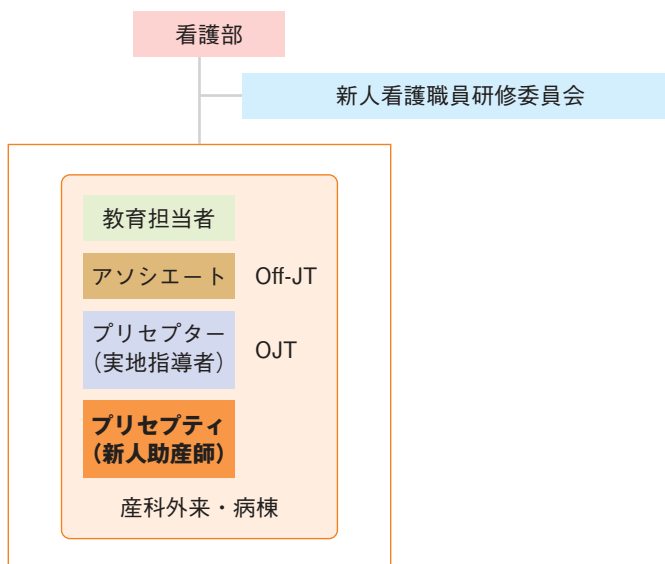 看護部
新人看護職員研修委員会
教育担当者
アソシエート Off-JT
プリセプター
（実地指導者） OJT
プリセプティ
（新人助産師）
産科外来・病棟